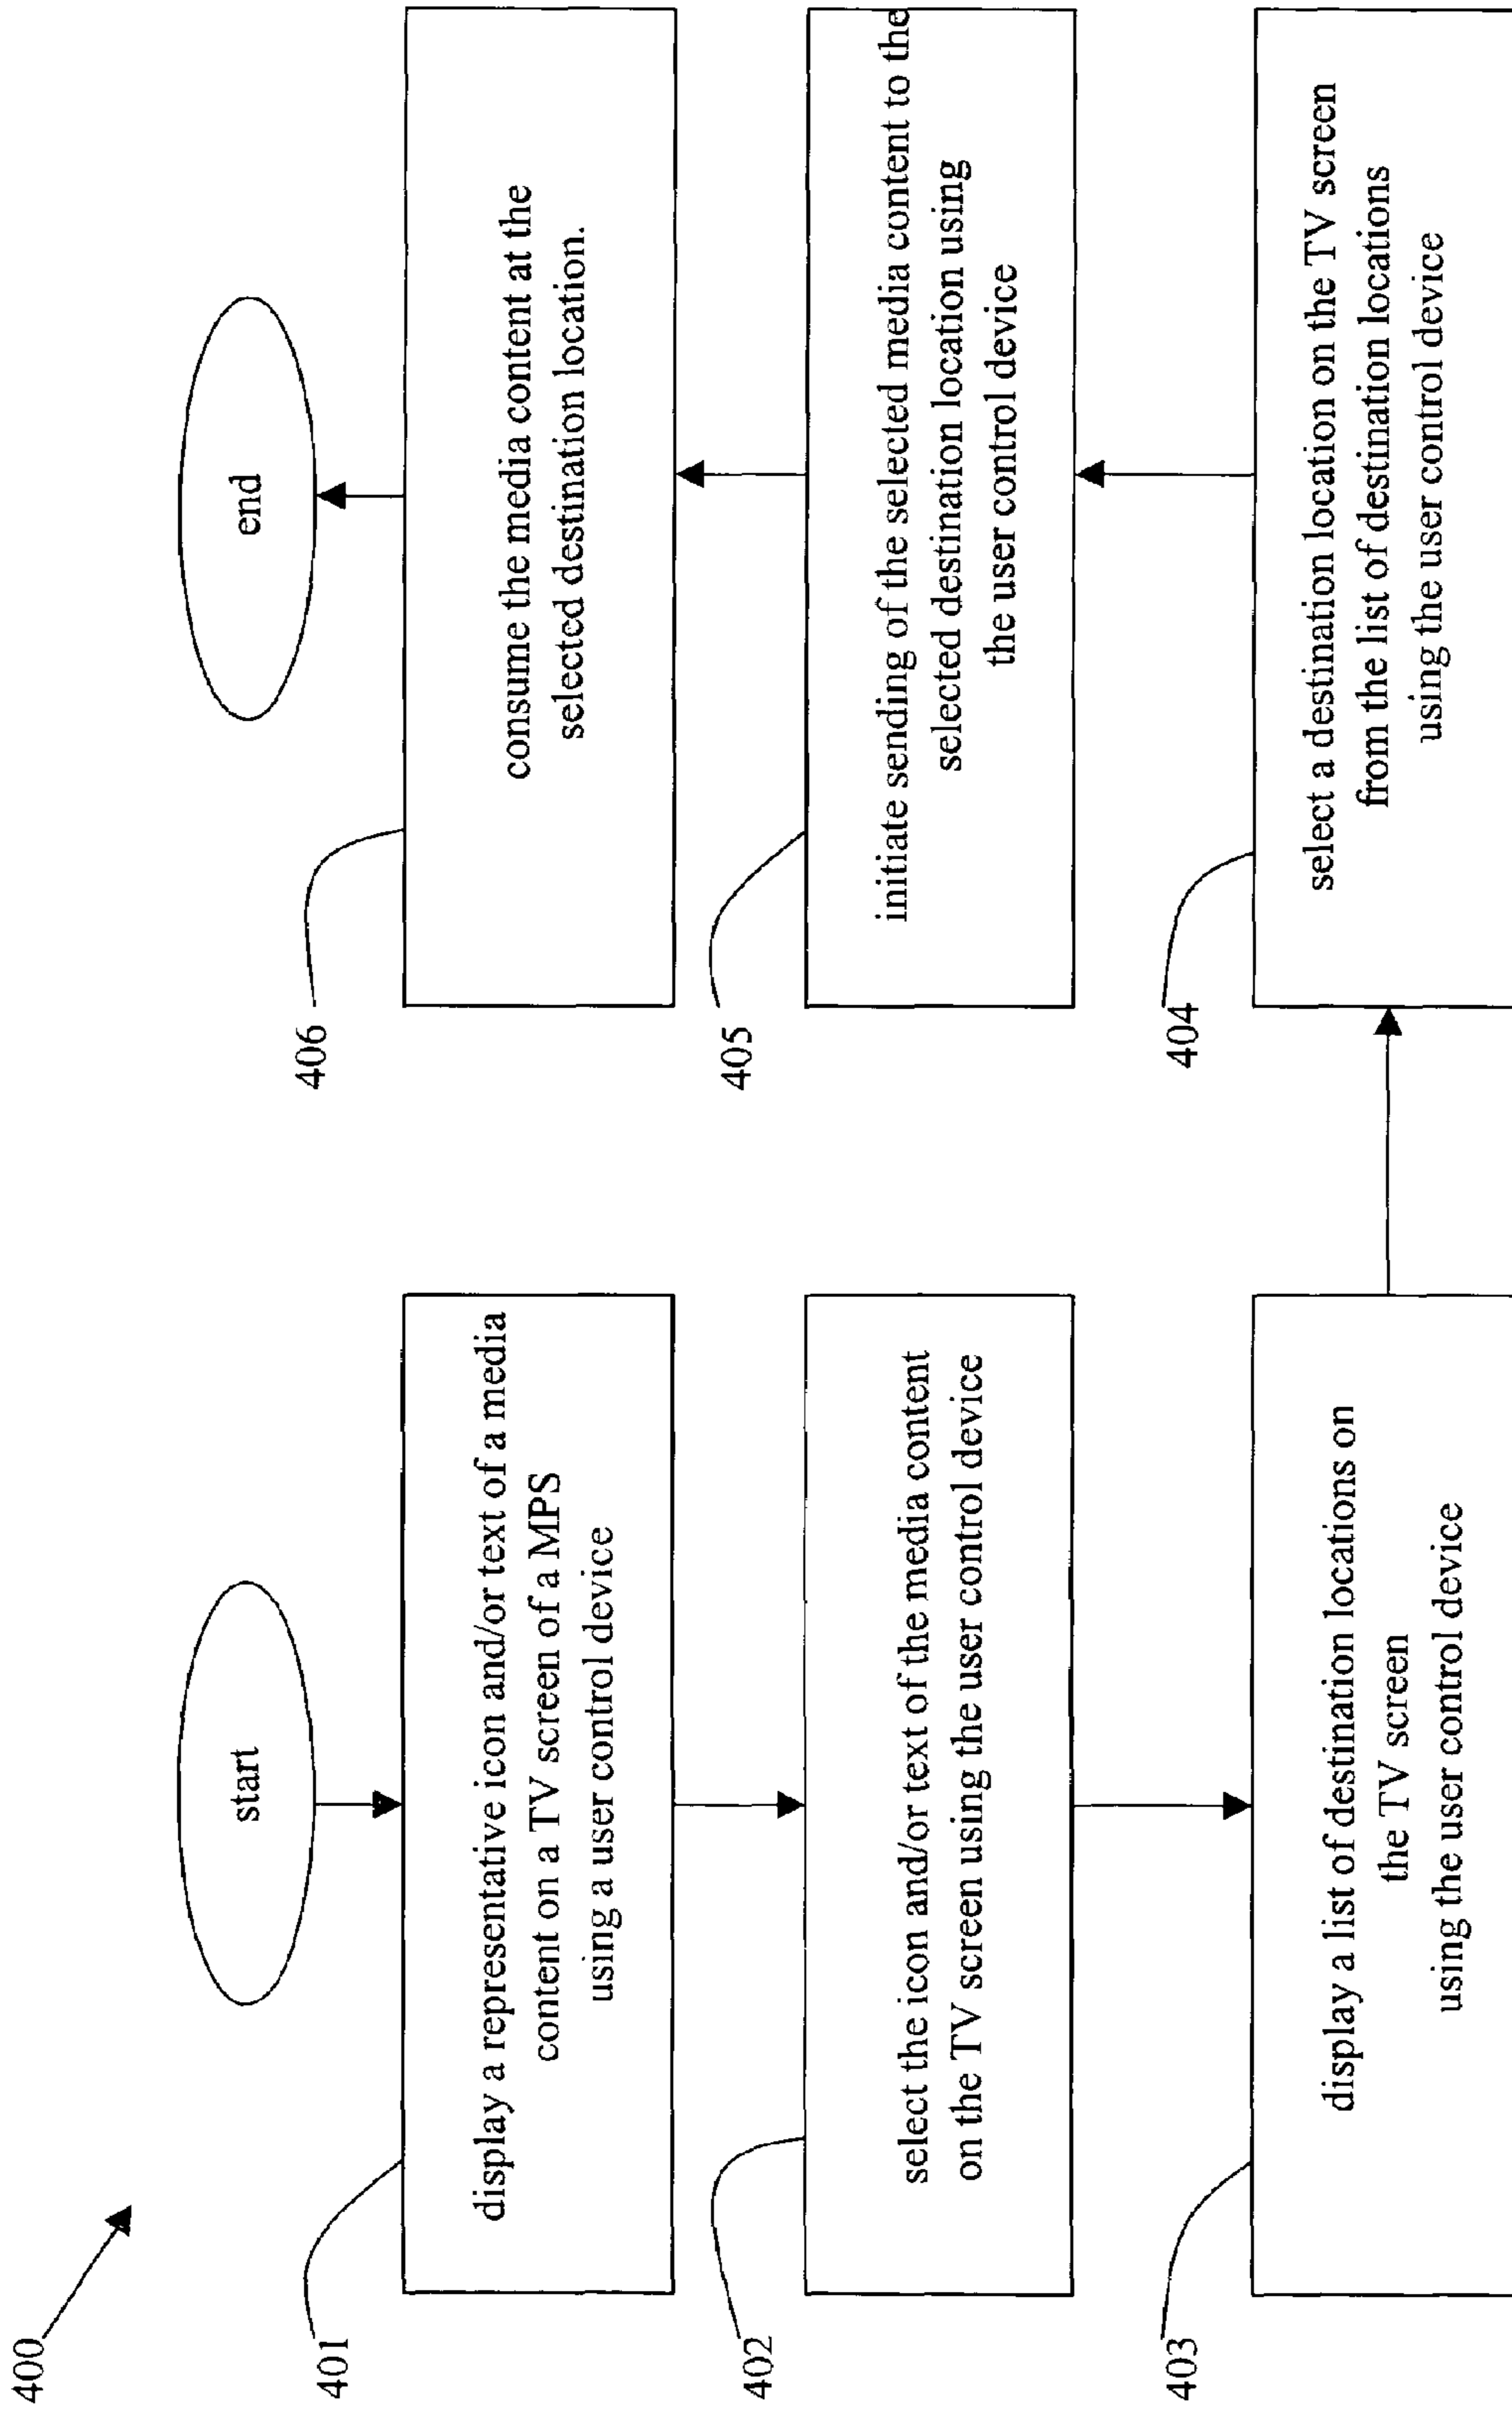 400
start
401
display a representative icon and/or text of a media
content on a TV screen of a MPS
using a user control device
402
select the icon and/or text of the media content
on the TV screen using the user control device
403
display a list of destination locations on
the TV screen
using the user control device
404
select a destination location on the TV screen
from the list of destination locations
using the user control device
405
initiate sending of the selected media content to the
selected destination location using
the user control device
406
consume the media content at the
selected destination location.
end